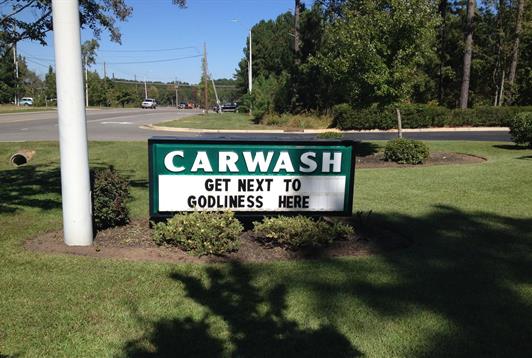 CARWASH
GET NEXT TO
GODLINESS HERE